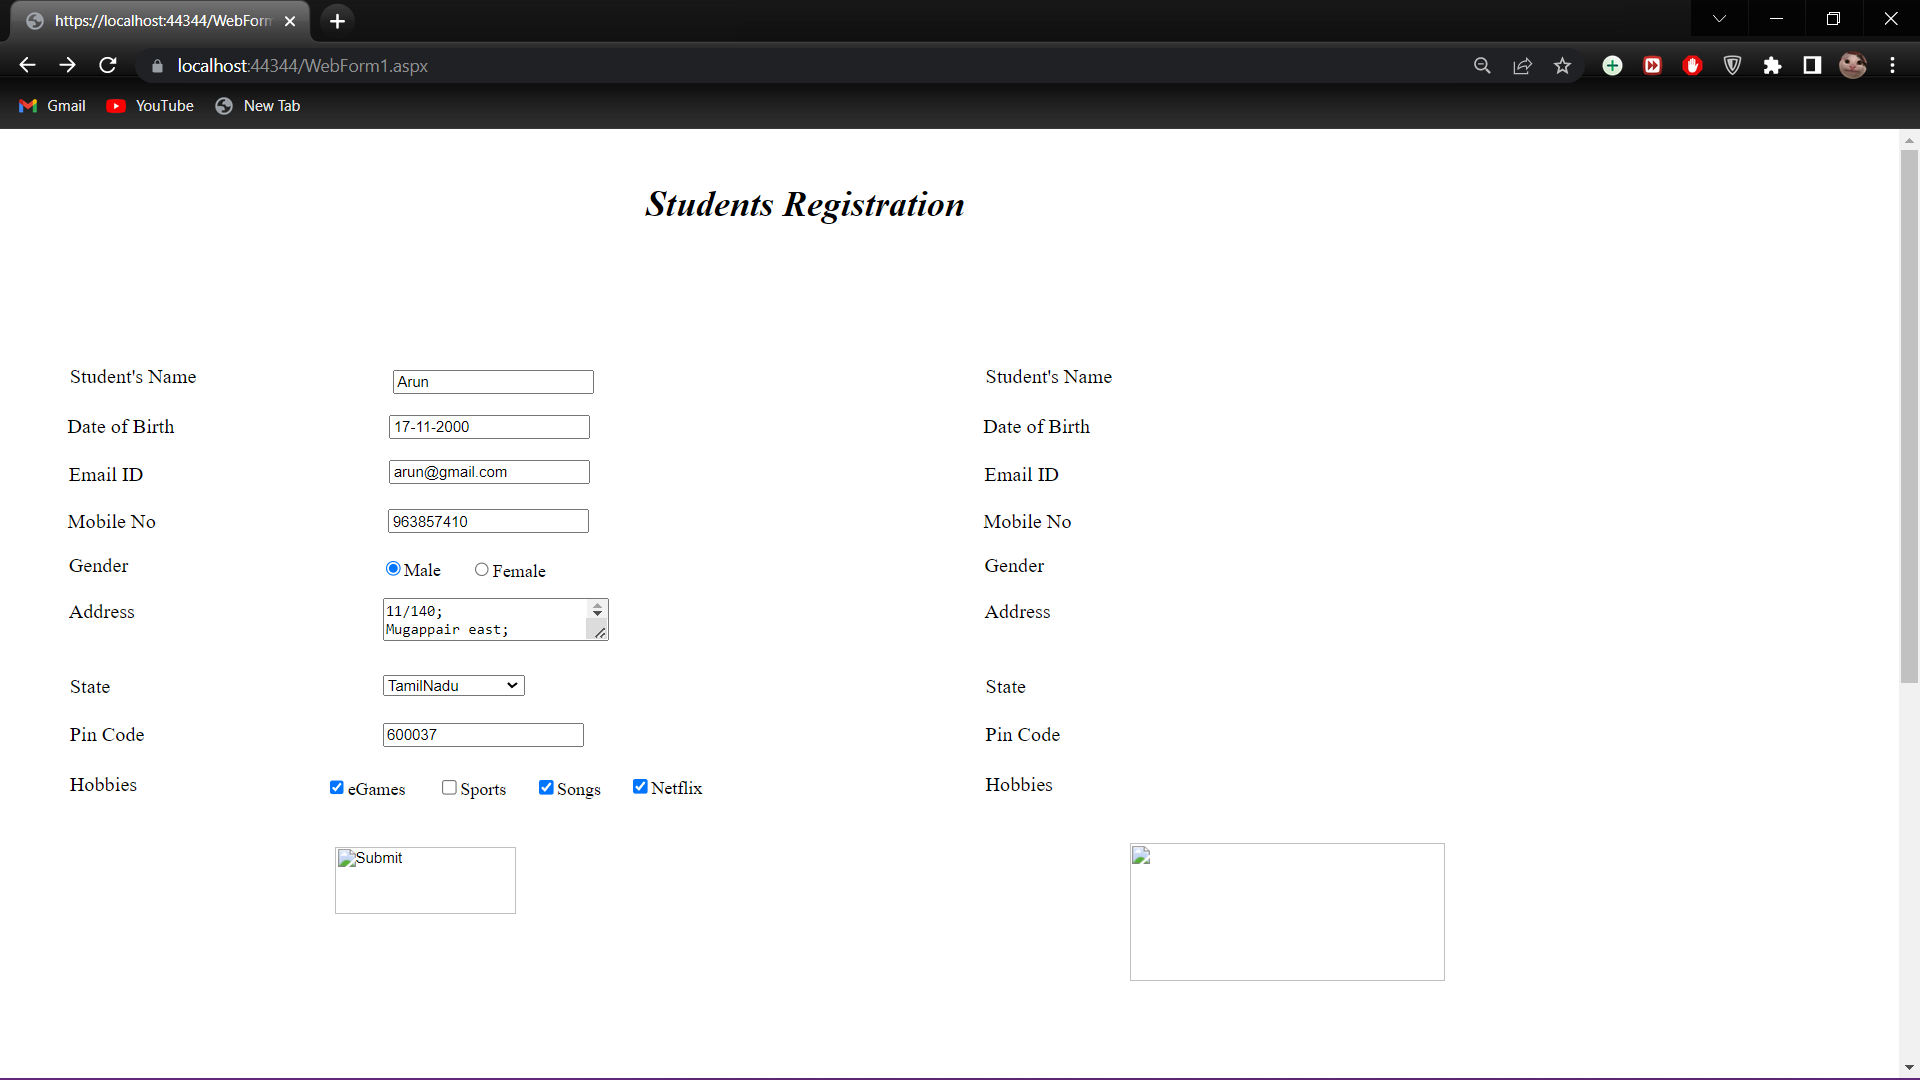 https://localhost:44344/WebForm
localhost:44344/WebForm1.aspx
Gmail YouTube New Tab
Students Registration
Student's Name Arun Student's Name
Date of Birth 17-11-2000 Date of Birth
Email ID arun@gmail.com Email ID
Mobile No 963857410 Mobile No
Gender Male Female Gender
Address 11/140; Address
Mugappair east;
State TamilNadu State
Pin Code 600037 Pin Code
Hobbies eGames Sports Songs Netflix Hobbies
Submit